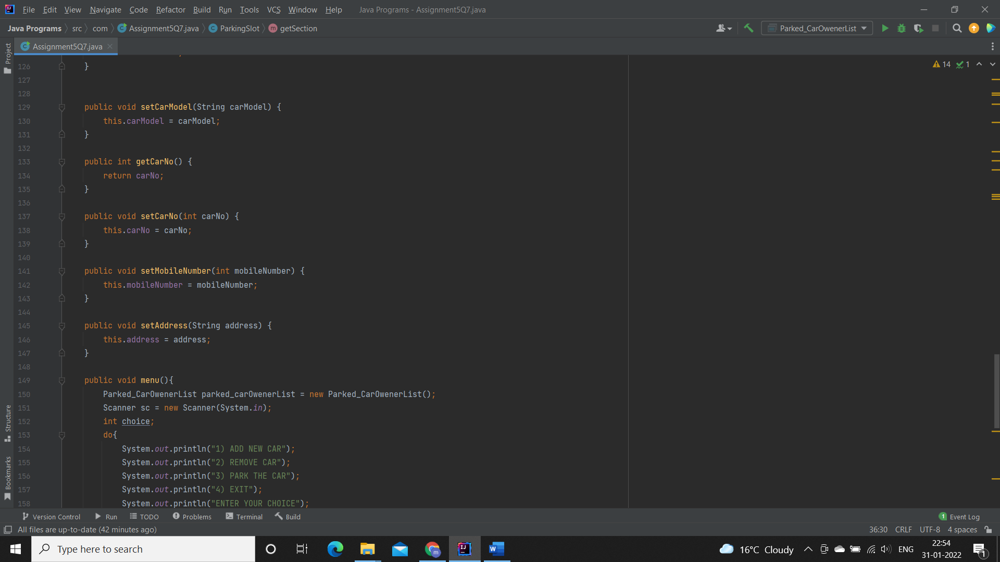 File Edit View Navigate Code Refactor Build Run Tools VCS Window Help Java Programs - Assignment5Q7.java
Java Programs src com Assignment5Q7.java ParkingSlot getSection Parked_CarOwenerList
Project
Assignment5Q7.java
14 1
126 }
127
128
129 public void setCarModel(String carModel) {
130 this.carModel = carModel;
131 }
132
133 public int getCarNo() {
134 return carNo;
135 }
136
137 public void setCarNo(int carNo) {
138 this.carNo = carNo;
139 }
140
141 public void setMobileNumber(int mobileNumber) {
142 this.mobileNumber = mobileNumber;
143 }
144
145 public void setAddress(String address) {
146 this.address = address;
147 }
148
149 public void menu(){
150 Parked_CarOwenerList parked_carOwenerList = new Parked_CarOwenerList();
151 Scanner sc = new Scanner(System.in);
152 int choice;
153 do{
154 System.out.println("1) ADD NEW CAR");
155 System.out.println("2) REMOVE CAR");
156 System.out.println("3) PARK THE CAR");
157 System.out.println("4) EXIT");
158 System.out.println("ENTER YOUR CHOICE");
Structure
Bookmarks
Version Control Run TODO Problems Terminal Build 1 Event Log
All files are up-to-date (42 minutes ago) 36:30 CRLF UTF-8 4 spaces
Type here to search 16°C Cloudy ENG 22:54
31-01-2022 1